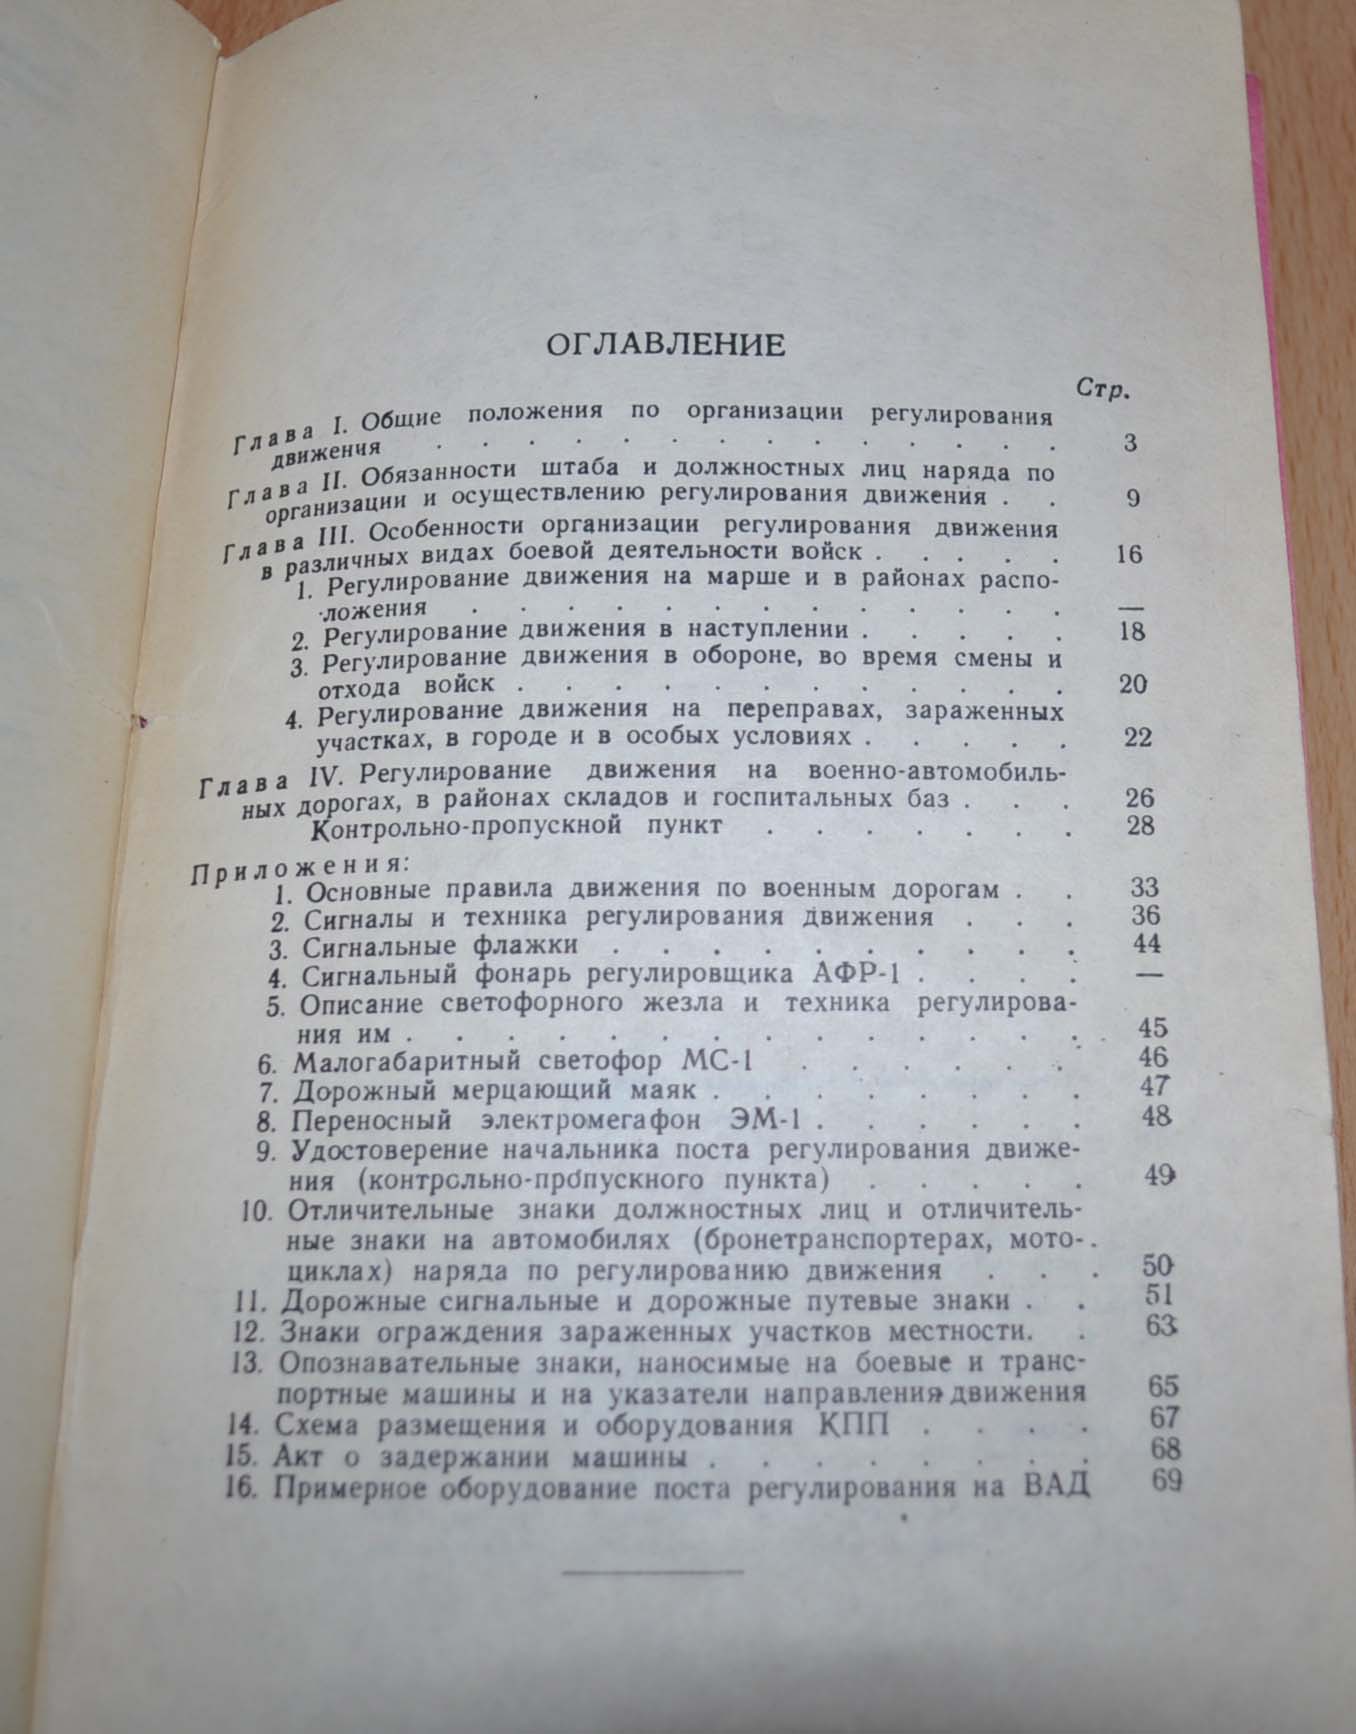 ОГЛАВЛЕНИЕ
Стр.
Глава I. Общие положения по организации регулирования
движения . . . . . . . . . . . . . 3
Глава II. Обязанности штаба и должностных лиц наряда по
организации и осуществлению регулирования движения . . 9
Глава III. Особенности организации регулирования движения
в различных видах боевой деятельности войск . . . . . 16
1. Регулирование движения на марше и в районах распо-
ложения . . . . . . . . . . . . . —
2. Регулирование движения в наступлении . . . . . 18
3. Регулирование движения в обороне, во время смены и
отхода войск . . . . . . . . . . . . 20
4. Регулирование движения на переправах, зараженных
участках, в городе и в особых условиях . . . . . 22
Глава IV. Регулирование движения на военно-автомобиль-
ных дорогах, в районах складов и госпитальных баз . . . 26
Контрольно-пропускной пункт . . . . . . . 28
Приложения:
1. Основные правила движения по военным дорогам . . 33
2. Сигналы и техника регулирования движения . . . 36
3. Сигнальные флажки . . . . . . . . . . 44
4. Сигнальный фонарь регулировщика АФР-1 . . . . —
5. Описание светофорного жезла и техника регулирова-
ния им . . . . . . . . . . . . . . 45
6. Малогабаритный светофор МС-1 . . . . . . 46
7. Дорожный мерцающий маяк . . . . . . . . 47
8. Переносный электромегафон ЭМ-1 . . . . . . 48
9. Удостоверение начальника поста регулирования движе-
ния (контрольно-пропускного пункта) . . . . . 49
10. Отличительные знаки должностных лиц и отличитель-
ные знаки на автомобилях (бронетранспортерах, мото-
циклах) наряда по регулированию движения . . . 50
11. Дорожные сигнальные и дорожные путевые знаки . . 51
12. Знаки ограждения зараженных участков местности. . 63
13. Опознавательные знаки, наносимые на боевые и транс-
портные машины и на указатели направления движения 65
14. Схема размещения и оборудования КПП . . . . 67
15. Акт о задержании машины . . . . . . . . 68
16. Примерное оборудование поста регулирования на ВАД 69